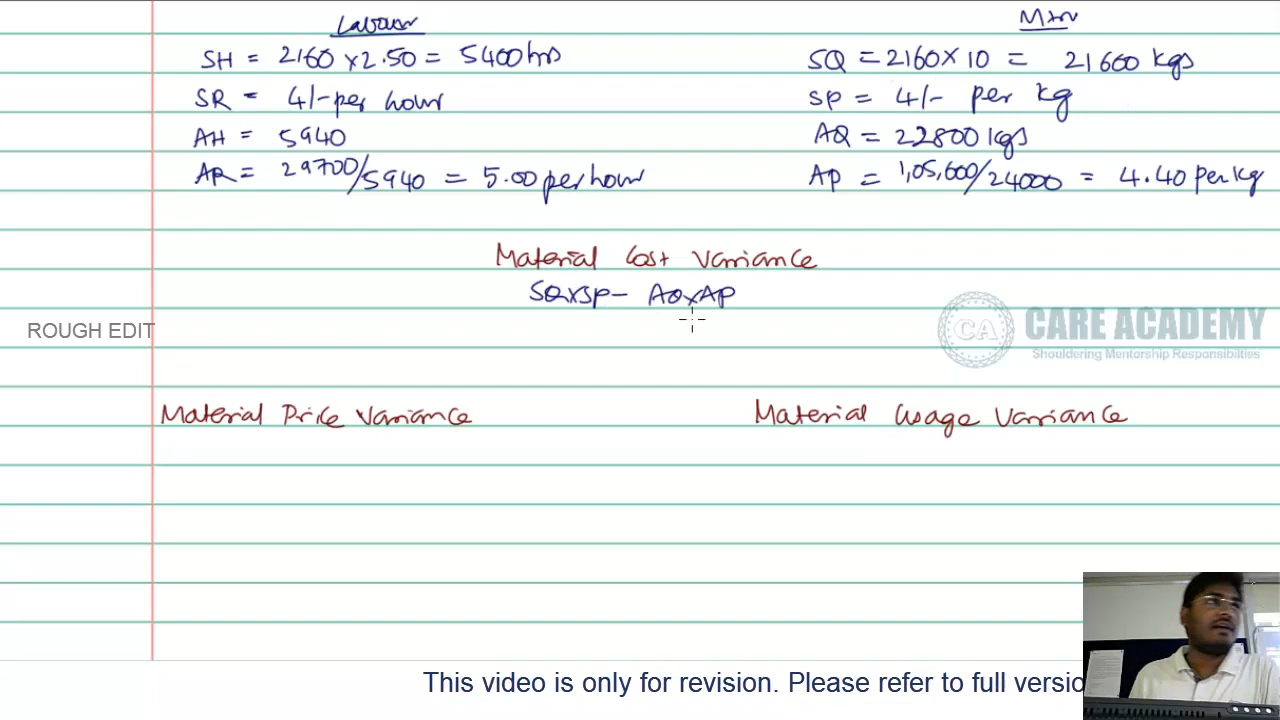 Labour
SH = 2160 x 2.50 = 5400 hrs
SR = 4/- per hour
AH = 5940
AR = 29700/5940 = 5.00 per hour
SQ = 2160 x 10 = 21600 kgs
SP = 4/- per kg
AQ = 22800 kgs
AP = 1,05,600/24000 = 4.40 per kg
Material Cost Variance
SQxSP- AQxAP
ROUGH EDIT
CA
CARE ACADEMY
Shouldering Mentorship Responsibilties
Material Price Variance
Material Usage Variance
This video is only for revision. Please refer to full versio